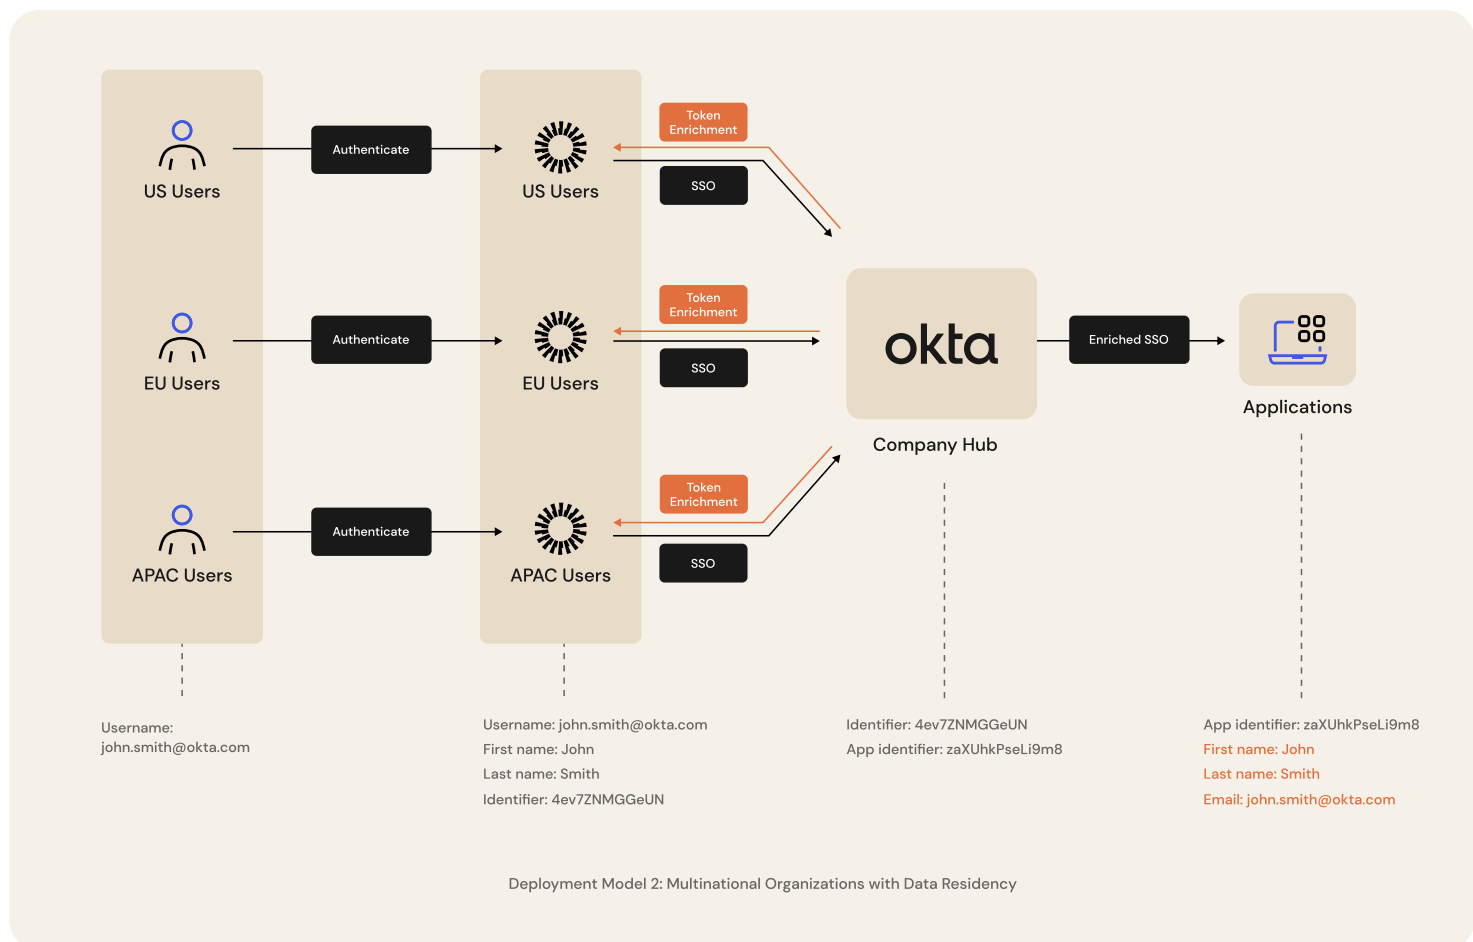 Token
Enrichment
Authenticate
SSO
US Users
US Users
Token
Enrichment
Authenticate
Enriched SSO
okta
SSO
EU Users
EU Users
Applications
Company Hub
Token
Enrichment
Authenticate
SSO
APAC Users
APAC Users
Username:
john.smith@okta.com
Username: john.smith@okta.com
First name: John
Last name: Smith
Identifier: 4ev7ZNMGGeUN
Identifier: 4ev7ZNMGGeUN
App identifier: zaXUhkPseLi9m8
App identifier: zaXUhkPseLi9m8
First name: John
Last name: Smith
Email: john.smith@okta.com
Deployment Model 2: Multinational Organizations with Data Residency